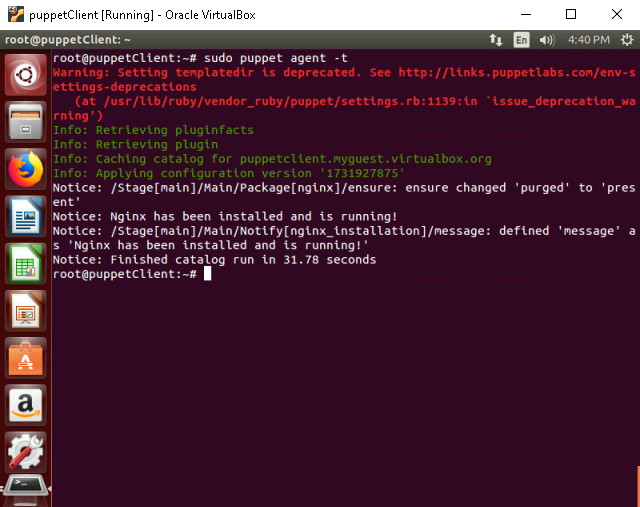 puppetClient [Running] - Oracle VirtualBox
root@puppetClient: ~
En
4:40 PM
root@puppetClient:~# sudo puppet agent -t
Warning: Setting templatedir is deprecated. See http://links.puppetlabs.com/env-s
ettings-deprecations
   (at /usr/lib/ruby/vendor_ruby/puppet/settings.rb:1139:in `issue_deprecation_wa
rning')
Info: Retrieving pluginfacts
Info: Retrieving plugin
Info: Caching catalog for puppetclient.myguest.virtualbox.org
Info: Applying configuration version '1731927875'
Notice: /Stage[main]/Main/Package[nginx]/ensure: ensure changed 'purged' to 'pres
ent'
Notice: Nginx has been installed and is running!
Notice: /Stage[main]/Main/Notify[nginx_installation]/message: defined 'message' a
s 'Nginx has been installed and is running!'
Notice: Finished catalog run in 31.78 seconds
root@puppetClient:~#